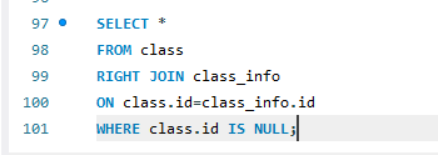 97 SELECT *
98 FROM class
99 RIGHT JOIN class_info
100 ON class.id=class_info.id
101 WHERE class.id IS NULL;